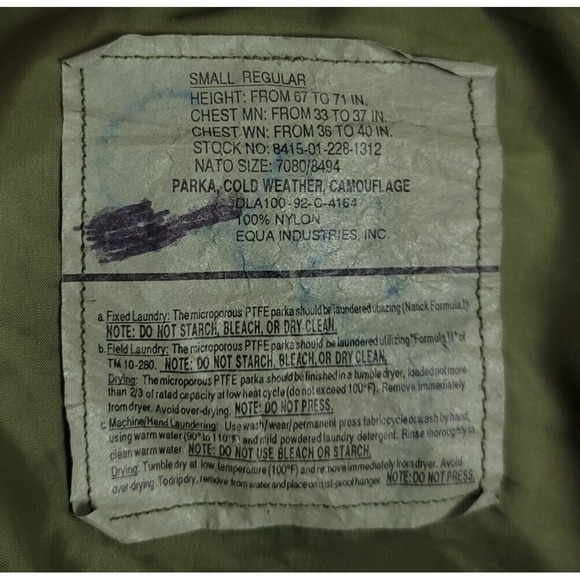 SMALL REGULAR
HEIGHT: FROM 67 TO 71 IN.
CHEST MN: FROM 33 TO 37 IN.
CHEST WN: FROM 36 TO 40 IN.
STOCK NO: 8415-01-228-1312
NATO SIZE: 7080/8494
PARKA, COLD WEATHER, CAMOUFLAGE
DLA100-92-C-4164
100% NYLON
EQUA INDUSTRIES, INC.
a. Fixed Laundry: The microporous PTFE parka should be laundered utilizing (Natick Formula I)
NOTE: DO NOT STARCH, BLEACH, OR DRY CLEAN.
b. Field Laundry: The microporous PTFE parka should be laundered utilizing "Formula II" of
TM 10-280. NOTE: DO NOT STARCH, BLEACH, OR DRY CLEAN.
Drying: The microporous PTFE parka should be finished in a tumble dryer, loaded not more
than 2/3 of rated capacity at low heat cycle (do not exceed 100°F). Remove immediately
from dryer. Avoid over-drying. NOTE: DO NOT PRESS.
c. Machine/Hand Laundering: Use wash/wear/permanent press fabric cycle or wash by hand,
using warm water (90° to 110°F) and mild powdered laundry detergent. Rinse thoroughly in
clean warm water. NOTE: DO NOT USE BLEACH OR STARCH.
Drying: Tumble dry at low temperature (100°F) and remove immediately from dryer. Avoid
over-drying. To dripdry, remove from water and place on rust-proof hanger. NOTE: DO NOT PRESS.